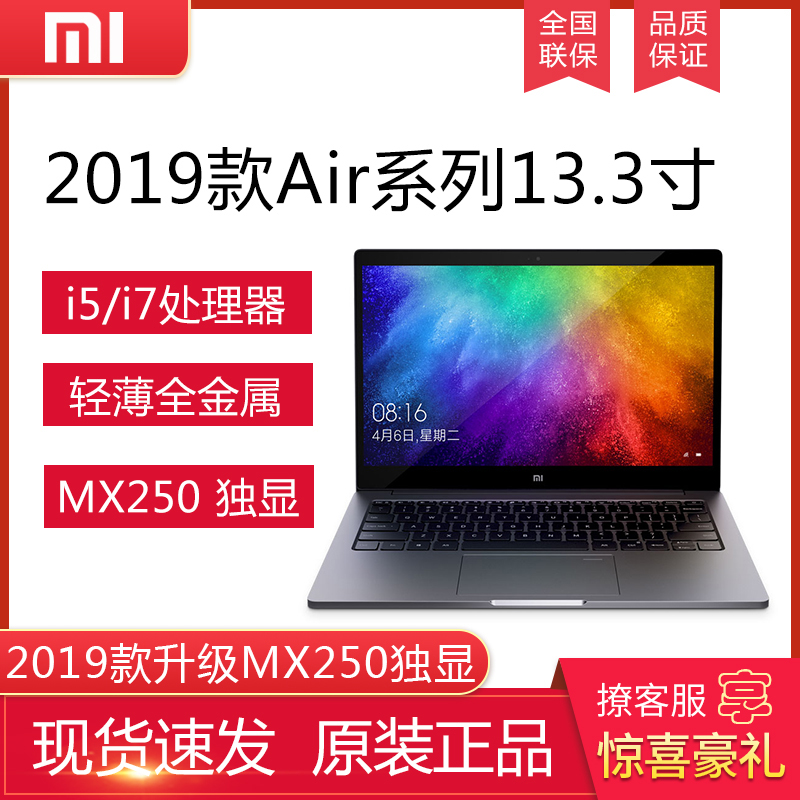 MI
全国
联保
品质
保证
2019款Air系列13.3寸
i5/i7处理器
轻薄全金属
MX250 独显
08:16
4月6日,星期二
MI
2019款升级MX250独显
现货速发 原装正品
撩客服
享
惊喜豪礼